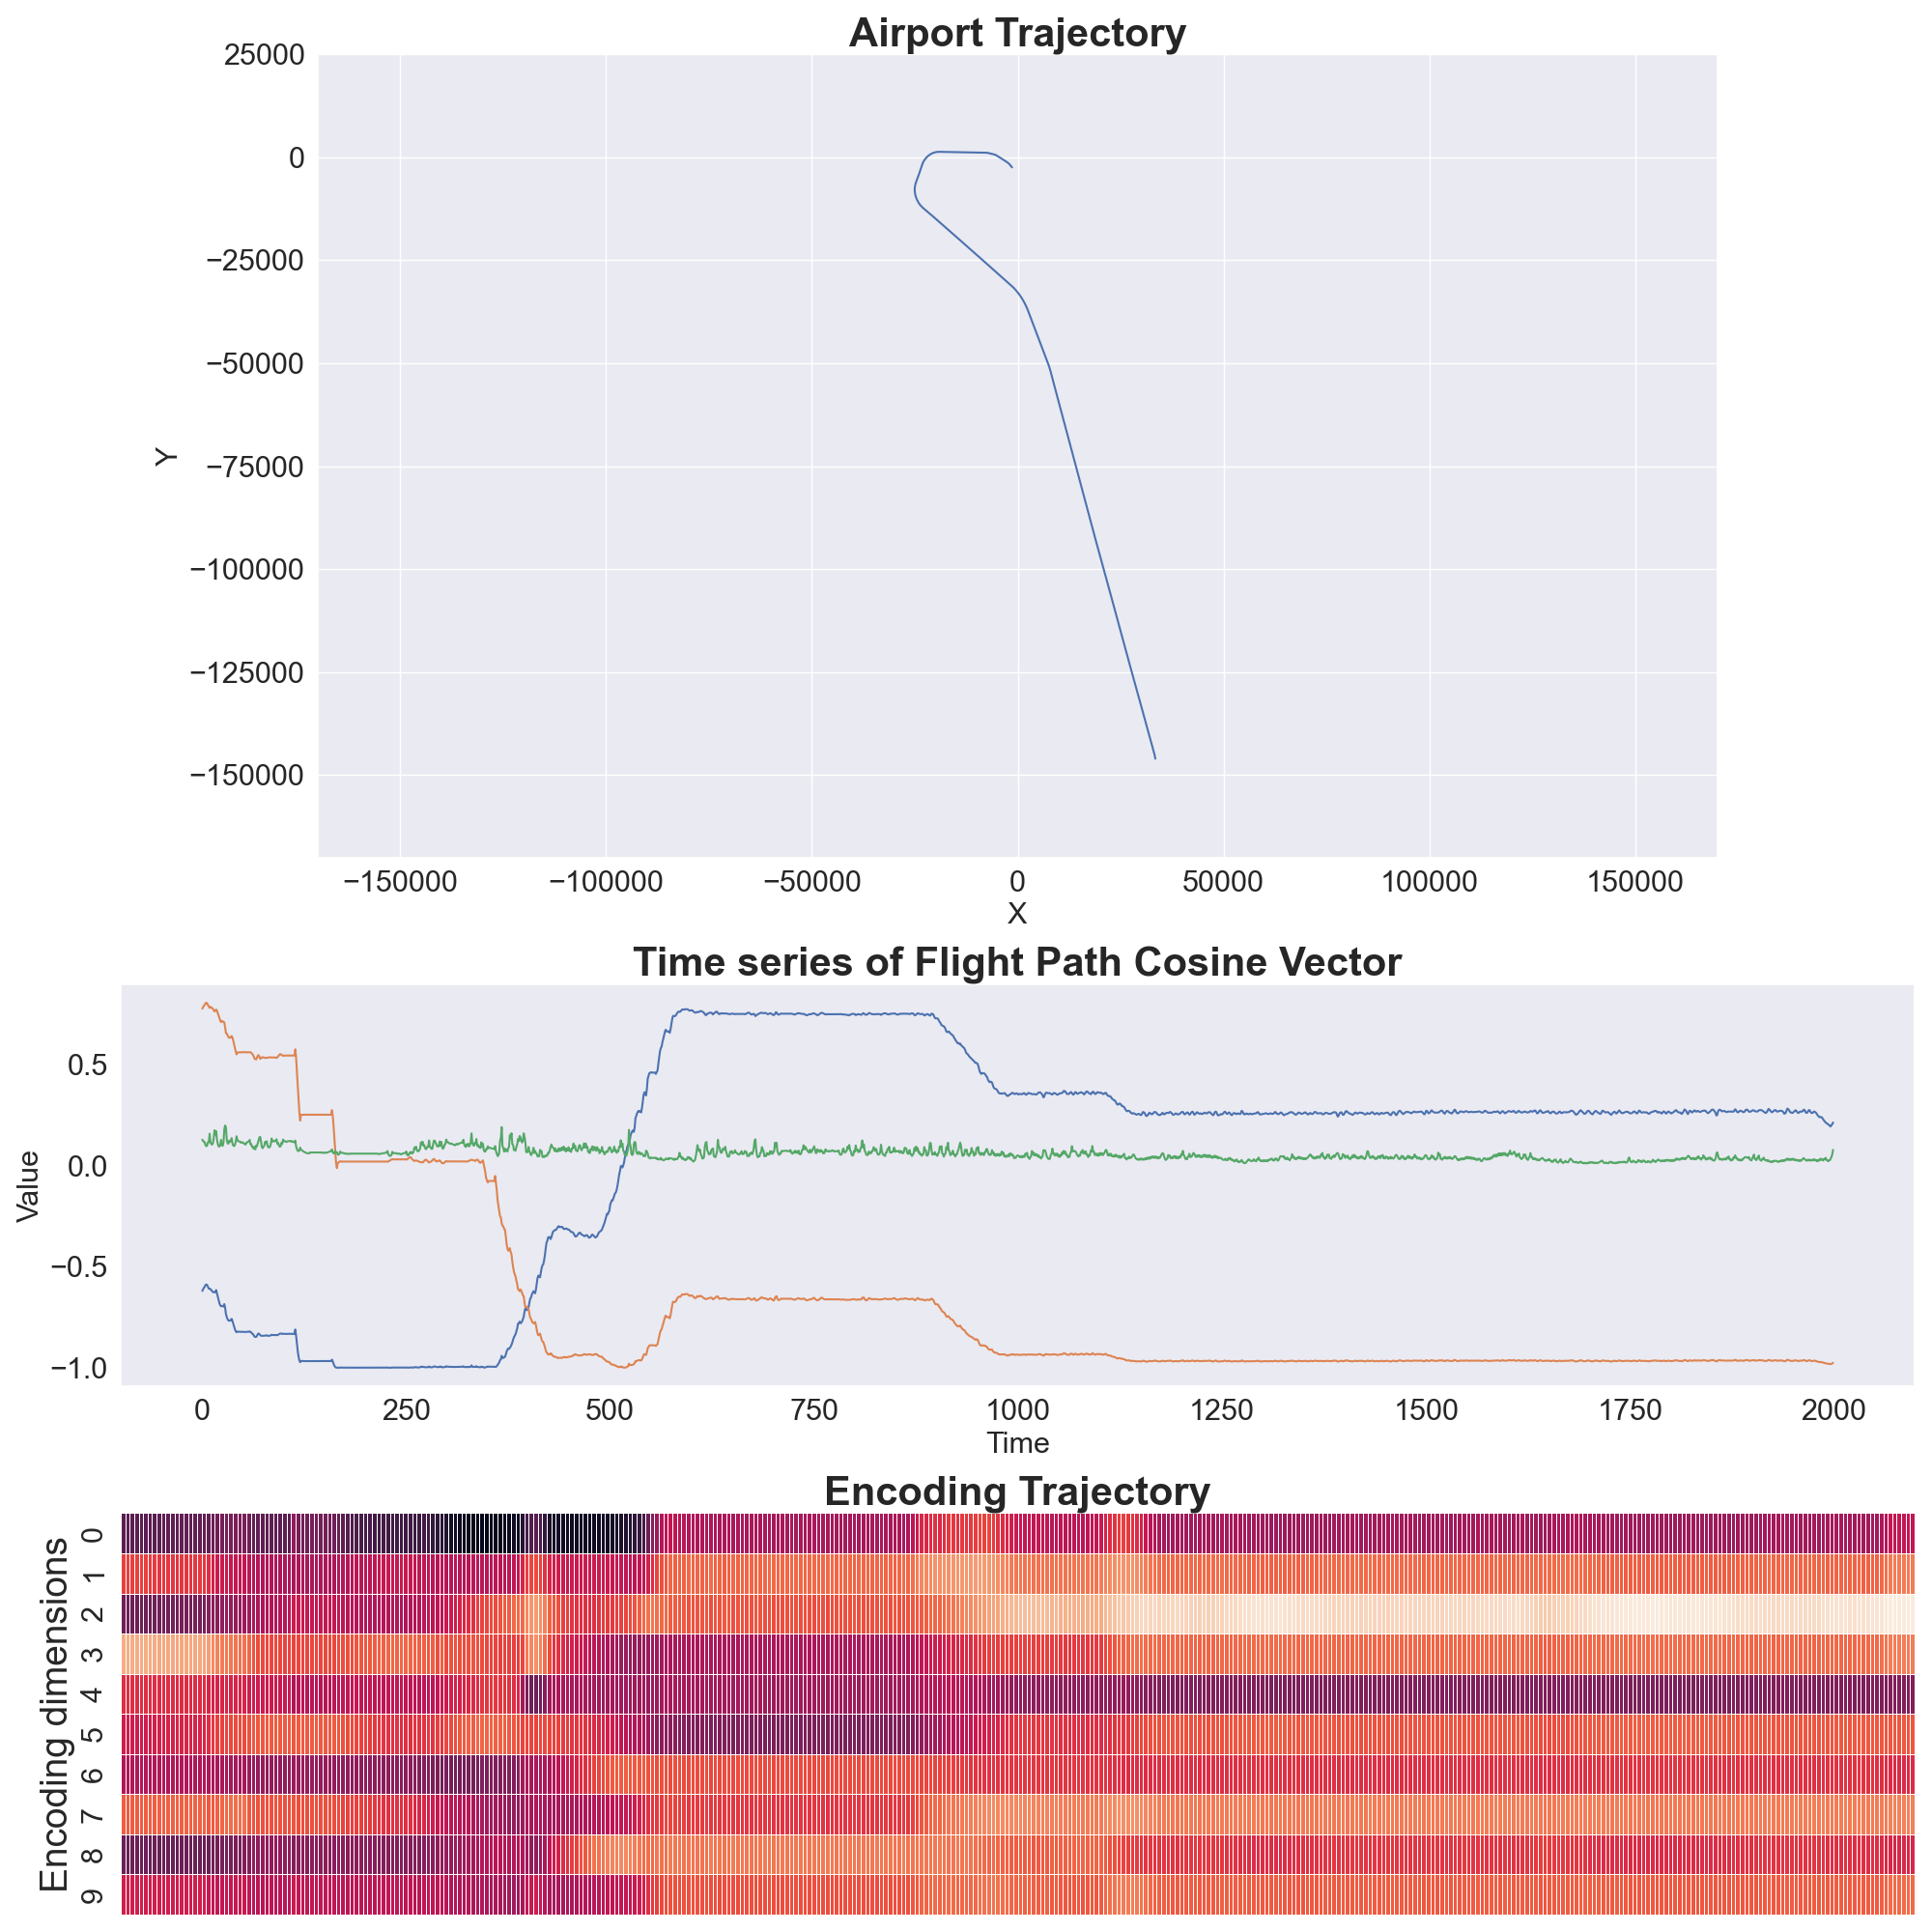 Airport Trajectory
25000
0
−25000
−50000
−75000
−100000
−125000
−150000
Y
−150000 −100000 −50000 0 50000 100000 150000
X
Time series of Flight Path Cosine Vector
0.5
0.0
−0.5
−1.0
Value
0 250 500 750 1000 1250 1500 1750 2000
Time
Encoding Trajectory
Encoding dimensions
0
1
2
3
4
5
6
7
8
9